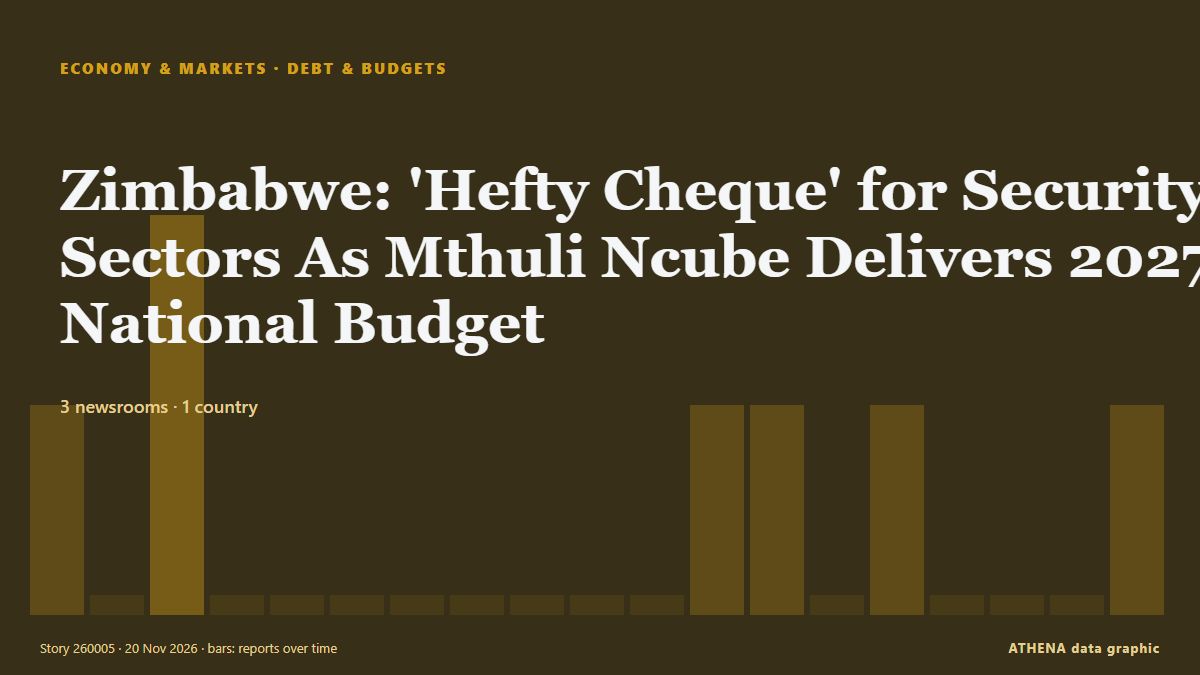 ECONOMY & MARKETS · DEBT & BUDGETS
Zimbabwe: 'Hefty Cheque' for Security
Sectors As Mthuli Ncube Delivers 2027
National Budget
3 newsrooms · 1 country
Story 260005 · 20 Nov 2026 · bars: reports over time
ATHENA data graphic